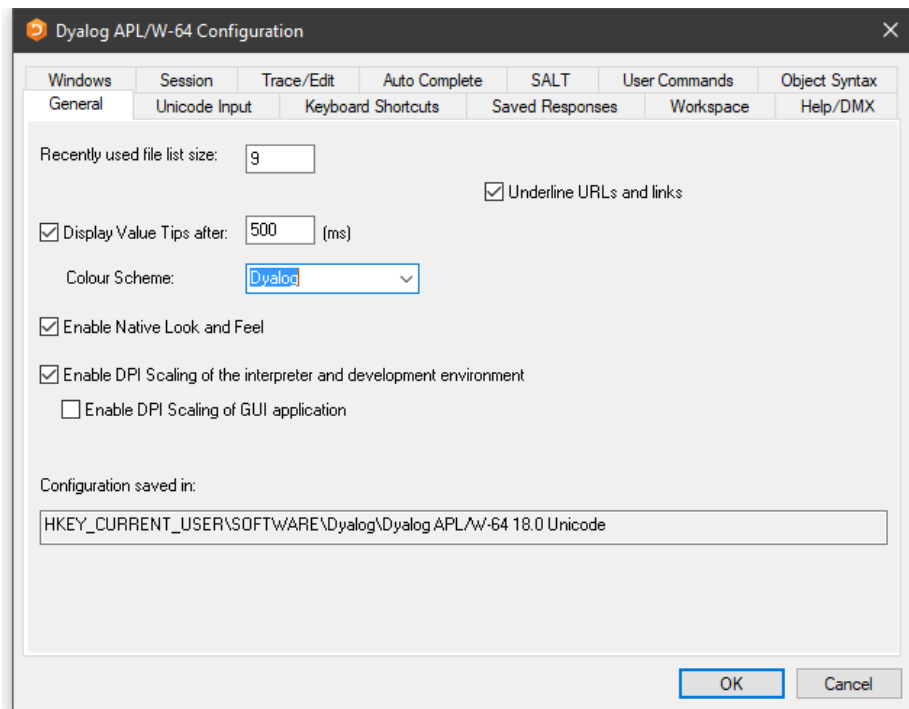 Dyalog APL/W-64 Configuration
Windows Session Trace/Edit Auto Complete SALT User Commands Object Syntax
General Unicode Input Keyboard Shortcuts Saved Responses Workspace Help/DMX
Recently used file list size: 9
Underline URLs and links
Display Value Tips after: 500 (ms)
Colour Scheme: Dyalog
Enable Native Look and Feel
Enable DPI Scaling of the interpreter and development environment
Enable DPI Scaling of GUI application
Configuration saved in:
HKEY_CURRENT_USER\SOFTWARE\Dyalog\Dyalog APL/W-64 18.0 Unicode
OK Cancel